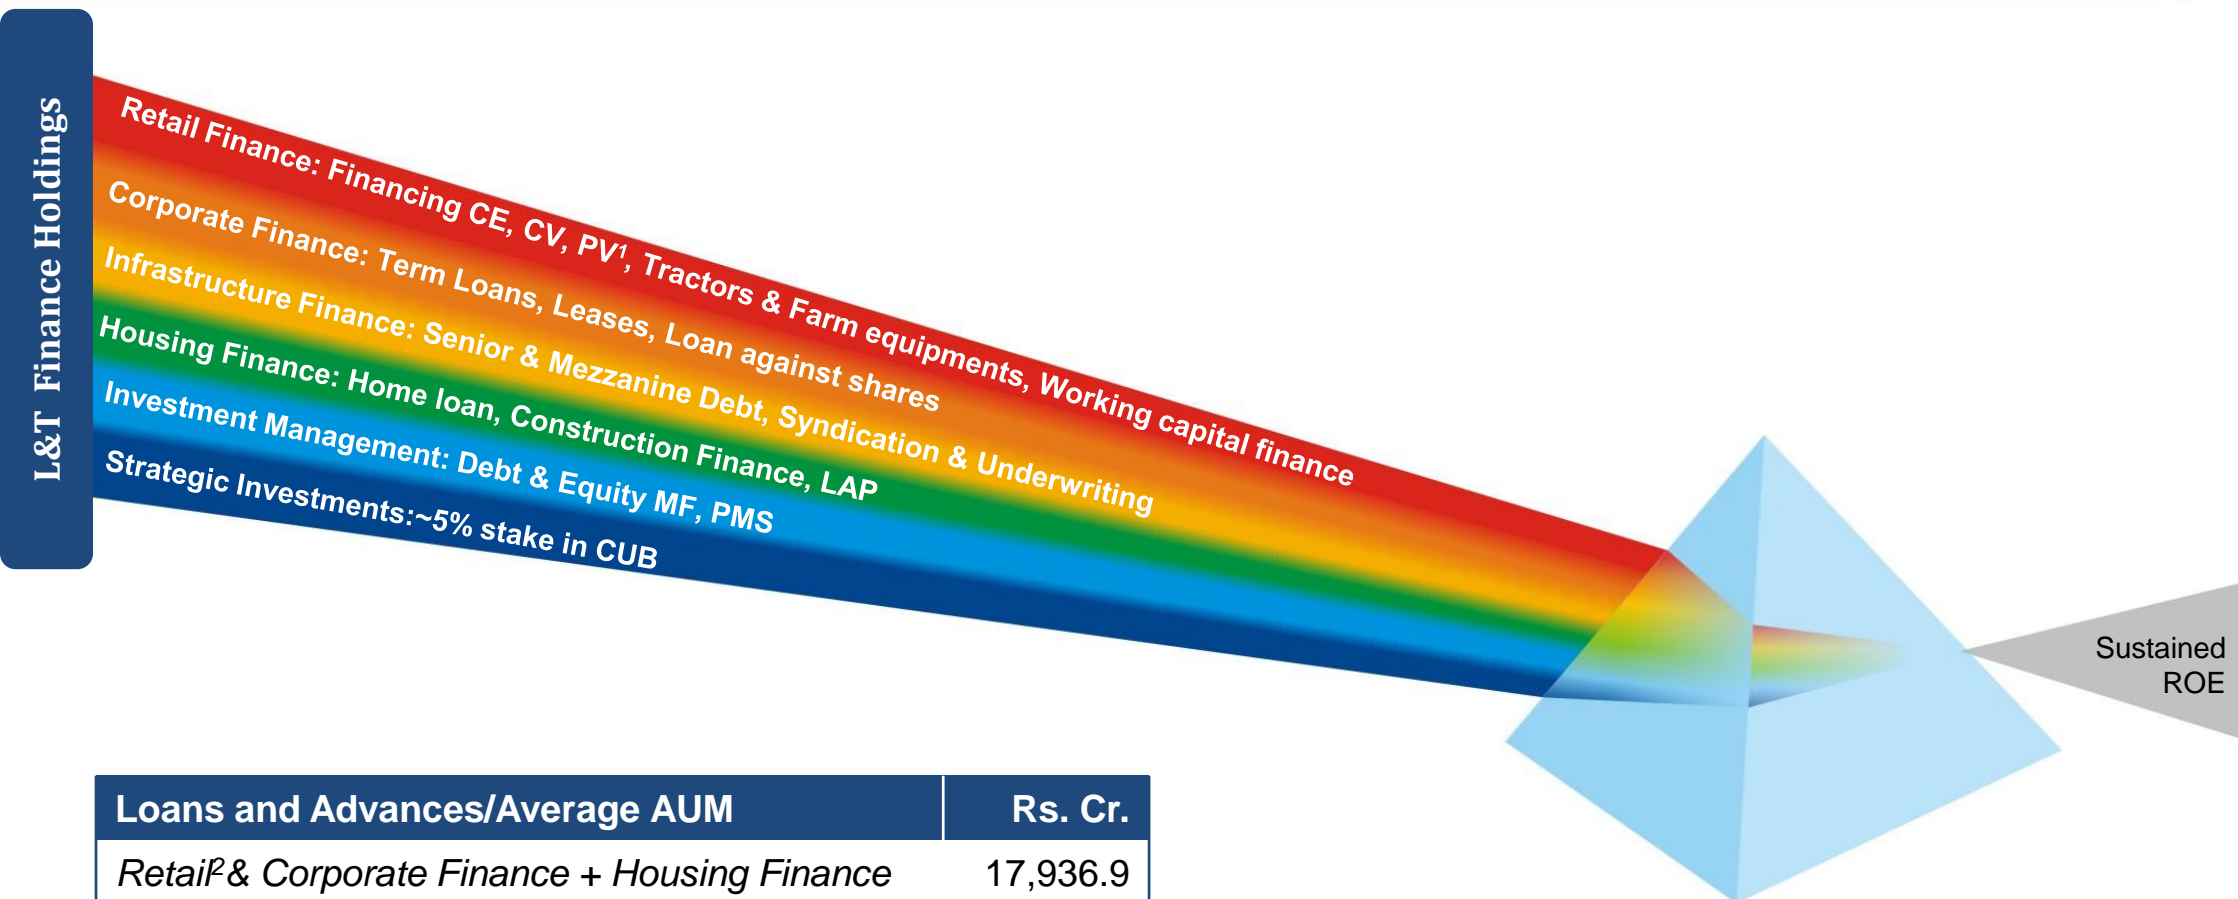 L&T Finance Holdings
Retail Finance: Financing CE, CV, PV¹, Tractors & Farm equipments, Working capital finance
Corporate Finance: Term Loans, Leases, Loan against shares
Infrastructure Finance: Senior & Mezzanine Debt, Syndication & Underwriting
Housing Finance: Home loan, Construction Finance, LAP
Investment Management: Debt & Equity MF, PMS
Strategic Investments:~5% stake in CUB
Sustained
ROE
Loans and Advances/Average AUM Rs. Cr.
Retail²& Corporate Finance + Housing Finance 17,936.9